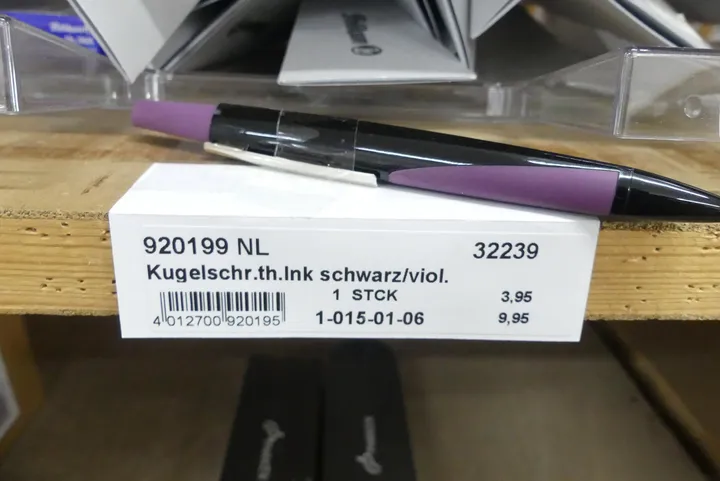 920199 NL
32239
Kugelschr.th.Ink schwarz/viol.
1 STCK
3,95
4 012700 920195
1-015-01-06
9,95